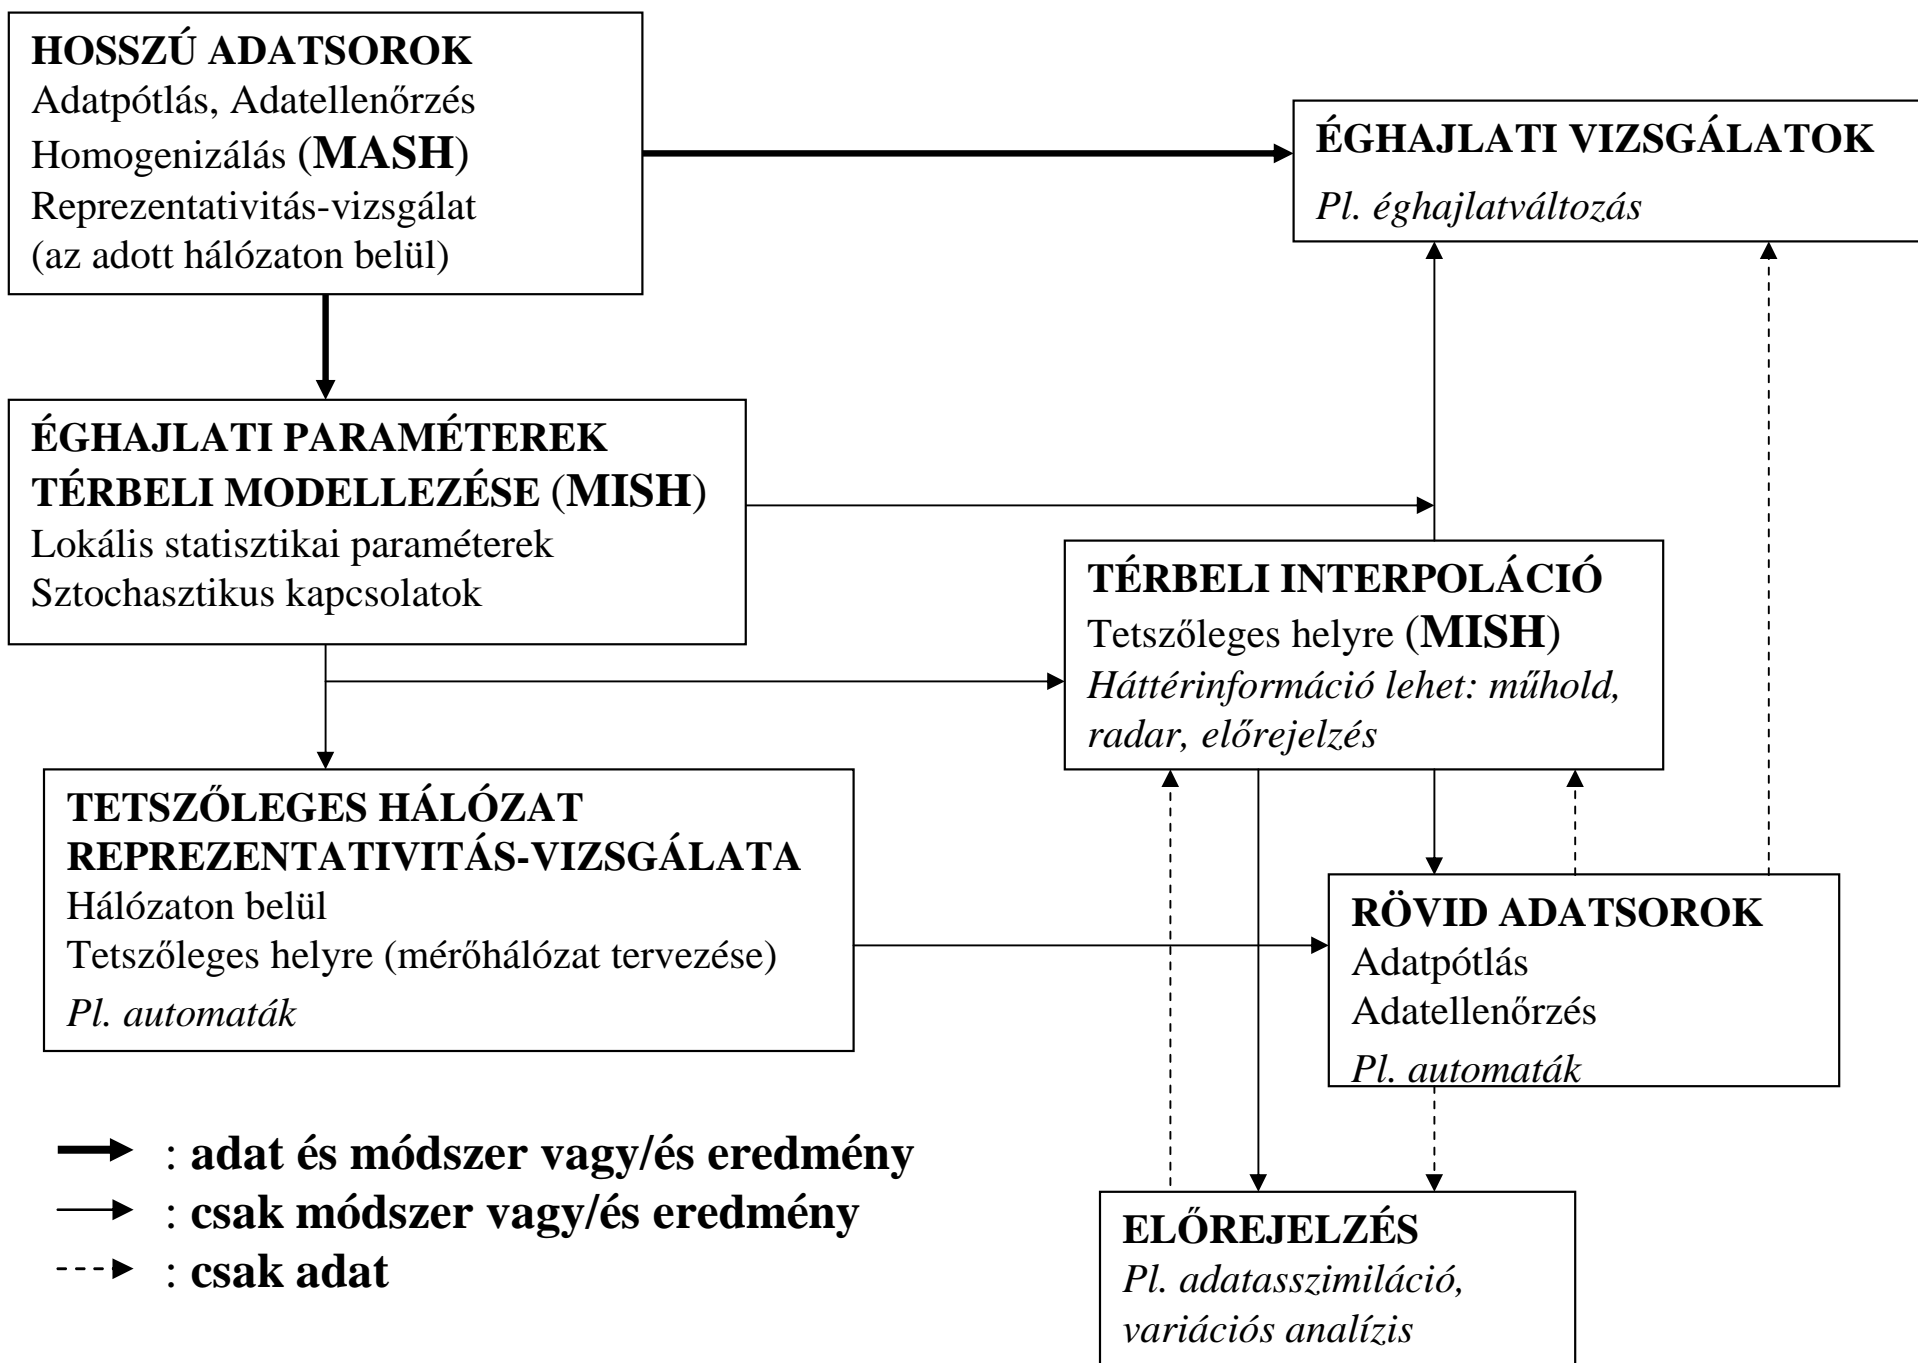 HOSSZÚ ADATSOROK
Adatpótlás, Adatellenőrzés
Homogenizálás (MASH)
Reprezentativitás-vizsgálat
(az adott hálózaton belül)
ÉGHAJLATI VIZSGÁLATOK
Pl. éghajlatváltozás
ÉGHAJLATI PARAMÉTEREK
TÉRBELI MODELLEZÉSE (MISH)
Lokális statisztikai paraméterek
Sztochasztikus kapcsolatok
TÉRBELI INTERPOLÁCIÓ
Tetszőleges helyre (MISH)
Háttérinformáció lehet: műhold,
radar, előrejelzés
TETSZŐLEGES HÁLÓZAT
REPREZENTATIVITÁS-VIZSGÁLATA
Hálózaton belül
Tetszőleges helyre (mérőhálózat tervezése)
Pl. automaták
RÖVID ADATSOROK
Adatpótlás
Adatellenőrzés
Pl. automaták
: adat és módszer vagy/és eredmény
: csak módszer vagy/és eredmény
: csak adat
ELŐREJELZÉS
Pl. adatasszimiláció,
variációs analízis